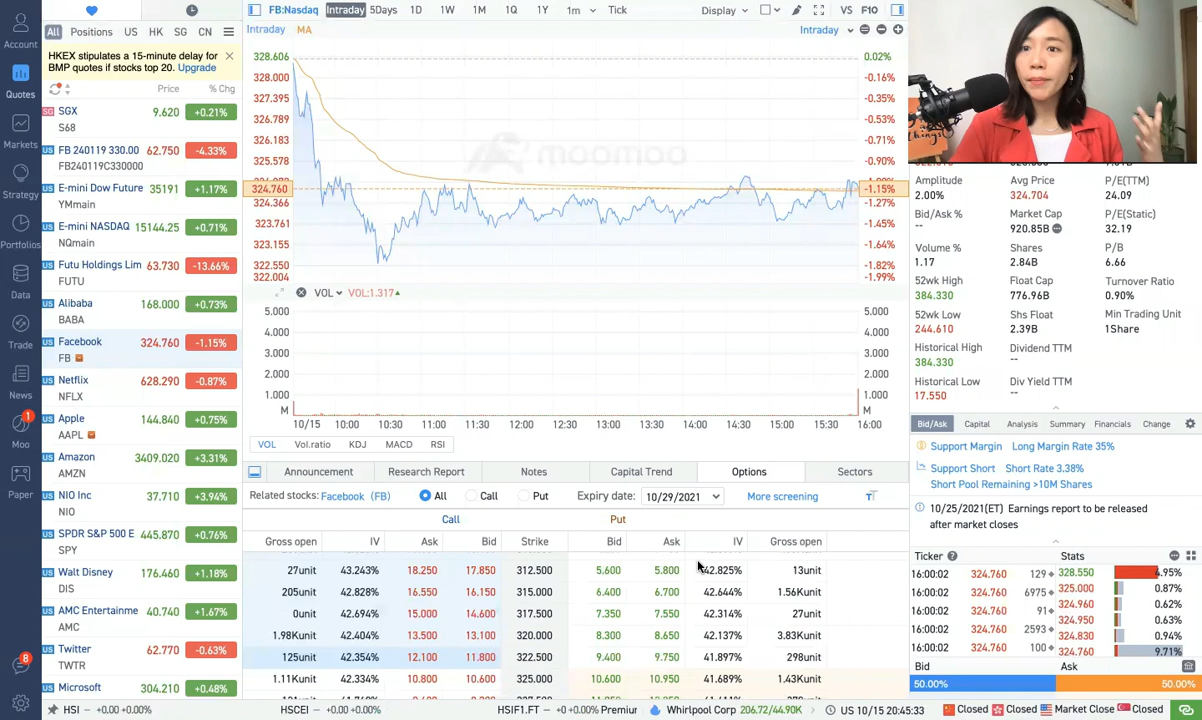 Account
Quotes
Markets
Strategy
Portfolios
Data
Trade
News
1
Moo
Paper
8
All Positions US HK SG CN
HKEX stipulates a 15-minute delay for
BMP quotes if stocks top 20. Upgrade
Price % Chg
SG SGX 9.620 +0.21%
S68
US FB 240119 330.00 62.750 -4.33%
FB240119C330000
US E-mini Dow Future 35191 +1.17%
YMmain
US E-mini NASDAQ 15144.25 +0.71%
NQmain
US Futu Holdings Lim 63.730 -13.66%
FUTU
US Alibaba 168.000 +0.73%
BABA
US Facebook 324.760 -1.15%
FB
US Netflix 628.290 -0.87%
NFLX
US Apple 144.840 +0.75%
AAPL
US Amazon 3409.020 +3.31%
AMZN
US NIO Inc 37.710 +3.94%
NIO
US SPDR S&P 500 E 445.870 +0.76%
SPY
US Walt Disney 176.460 +1.18%
DIS
US AMC Entertainme 40.740 +1.67%
AMC
US Twitter 62.770 -0.63%
TWTR
US Microsoft 304.210 +0.48%
FB:Nasdaq Intraday 5Days 1D 1W 1M 1Q 1Y 1m Tick Display VS F10
Intraday MA Intraday
328.606 0.02%
328.000 -0.16%
327.395 -0.35%
326.789 -0.53%
326.183 -0.71%
325.578 -0.90%
324.760 -1.15%
324.366 -1.27%
323.761 -1.45%
323.155 -1.64%
322.550 -1.82%
322.004 -1.99%
moomoo
VOL VOL:1.317
5.000 5.000
4.000 4.000
3.000 3.000
2.000 2.000
1.000 1.000
M M
10/15 10:00 10:30 11:00 11:30 12:00 12:30 13:00 13:30 14:00 14:30 15:00 15:30 16:00
VOL Vol.ratio KDJ MACD RSI
Announcement Research Report Notes Capital Trend Options Sectors
Related stocks: Facebook (FB) All Call Put Expiry date: 10/29/2021 More screening
Call Put
Gross open IV Ask Bid Strike Bid Ask IV Gross open
27unit 43.243% 18.250 17.850 312.500 5.600 5.800 42.825% 13unit
205unit 42.828% 16.550 16.150 315.000 6.400 6.700 42.644% 1.56Kunit
0unit 42.694% 15.000 14.600 317.500 7.350 7.550 42.314% 27unit
1.98Kunit 42.404% 13.500 13.100 320.000 8.300 8.650 42.137% 3.83Kunit
125unit 42.354% 12.100 11.800 322.500 9.400 9.750 41.897% 298unit
1.11Kunit 42.334% 10.800 10.600 325.000 10.600 10.950 41.689% 1.43Kunit
Amplitude Avg Price P/E(TTM)
2.00% 324.704 24.09
Bid/Ask % Market Cap P/E(Static)
-- 920.85B 32.19
Volume % Shares P/B
1.17 2.84B 6.66
52wk High Float Cap Turnover Ratio
384.330 776.96B 0.90%
52wk Low Shs Float Min Trading Unit
244.610 2.39B 1Share
Historical High Dividend TTM
384.330 --
Historical Low Div Yield TTM
17.550 --
Bid/Ask Capital Analysis Summary Financials Change
Support Margin Long Margin Rate 35%
Support Short Short Rate 3.38%
Short Pool Remaining >10M Shares
10/25/2021(ET) Earnings report to be released
after market closes
Ticker Stats
16:00:02 324.760 129 328.550 4.95%
16:00:02 324.760 6975 325.000 0.87%
324.960 0.62%
16:00:02 324.760 91 324.950 0.63%
16:00:02 324.760 2593 324.830 0.94%
16:00:02 324.760 100 324.760 9.71%
Bid Ask
50.00% 50.00%
HSI +0.00 +0.00% HSCEI +0.00 +0.00% HSIF1.FT +0 +0.00% Premiur Whirlpool Corp 206.72/44.90K US 10/15 20:45:33 Closed Closed Market Close Closed